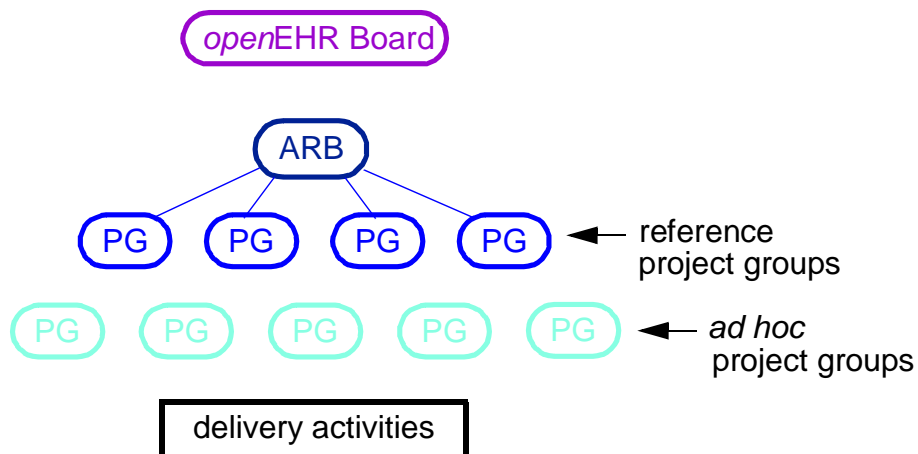 openEHR Board
ARB
PG PG PG PG
reference
project groups
PG PG PG PG PG
ad hoc
project groups
delivery activities